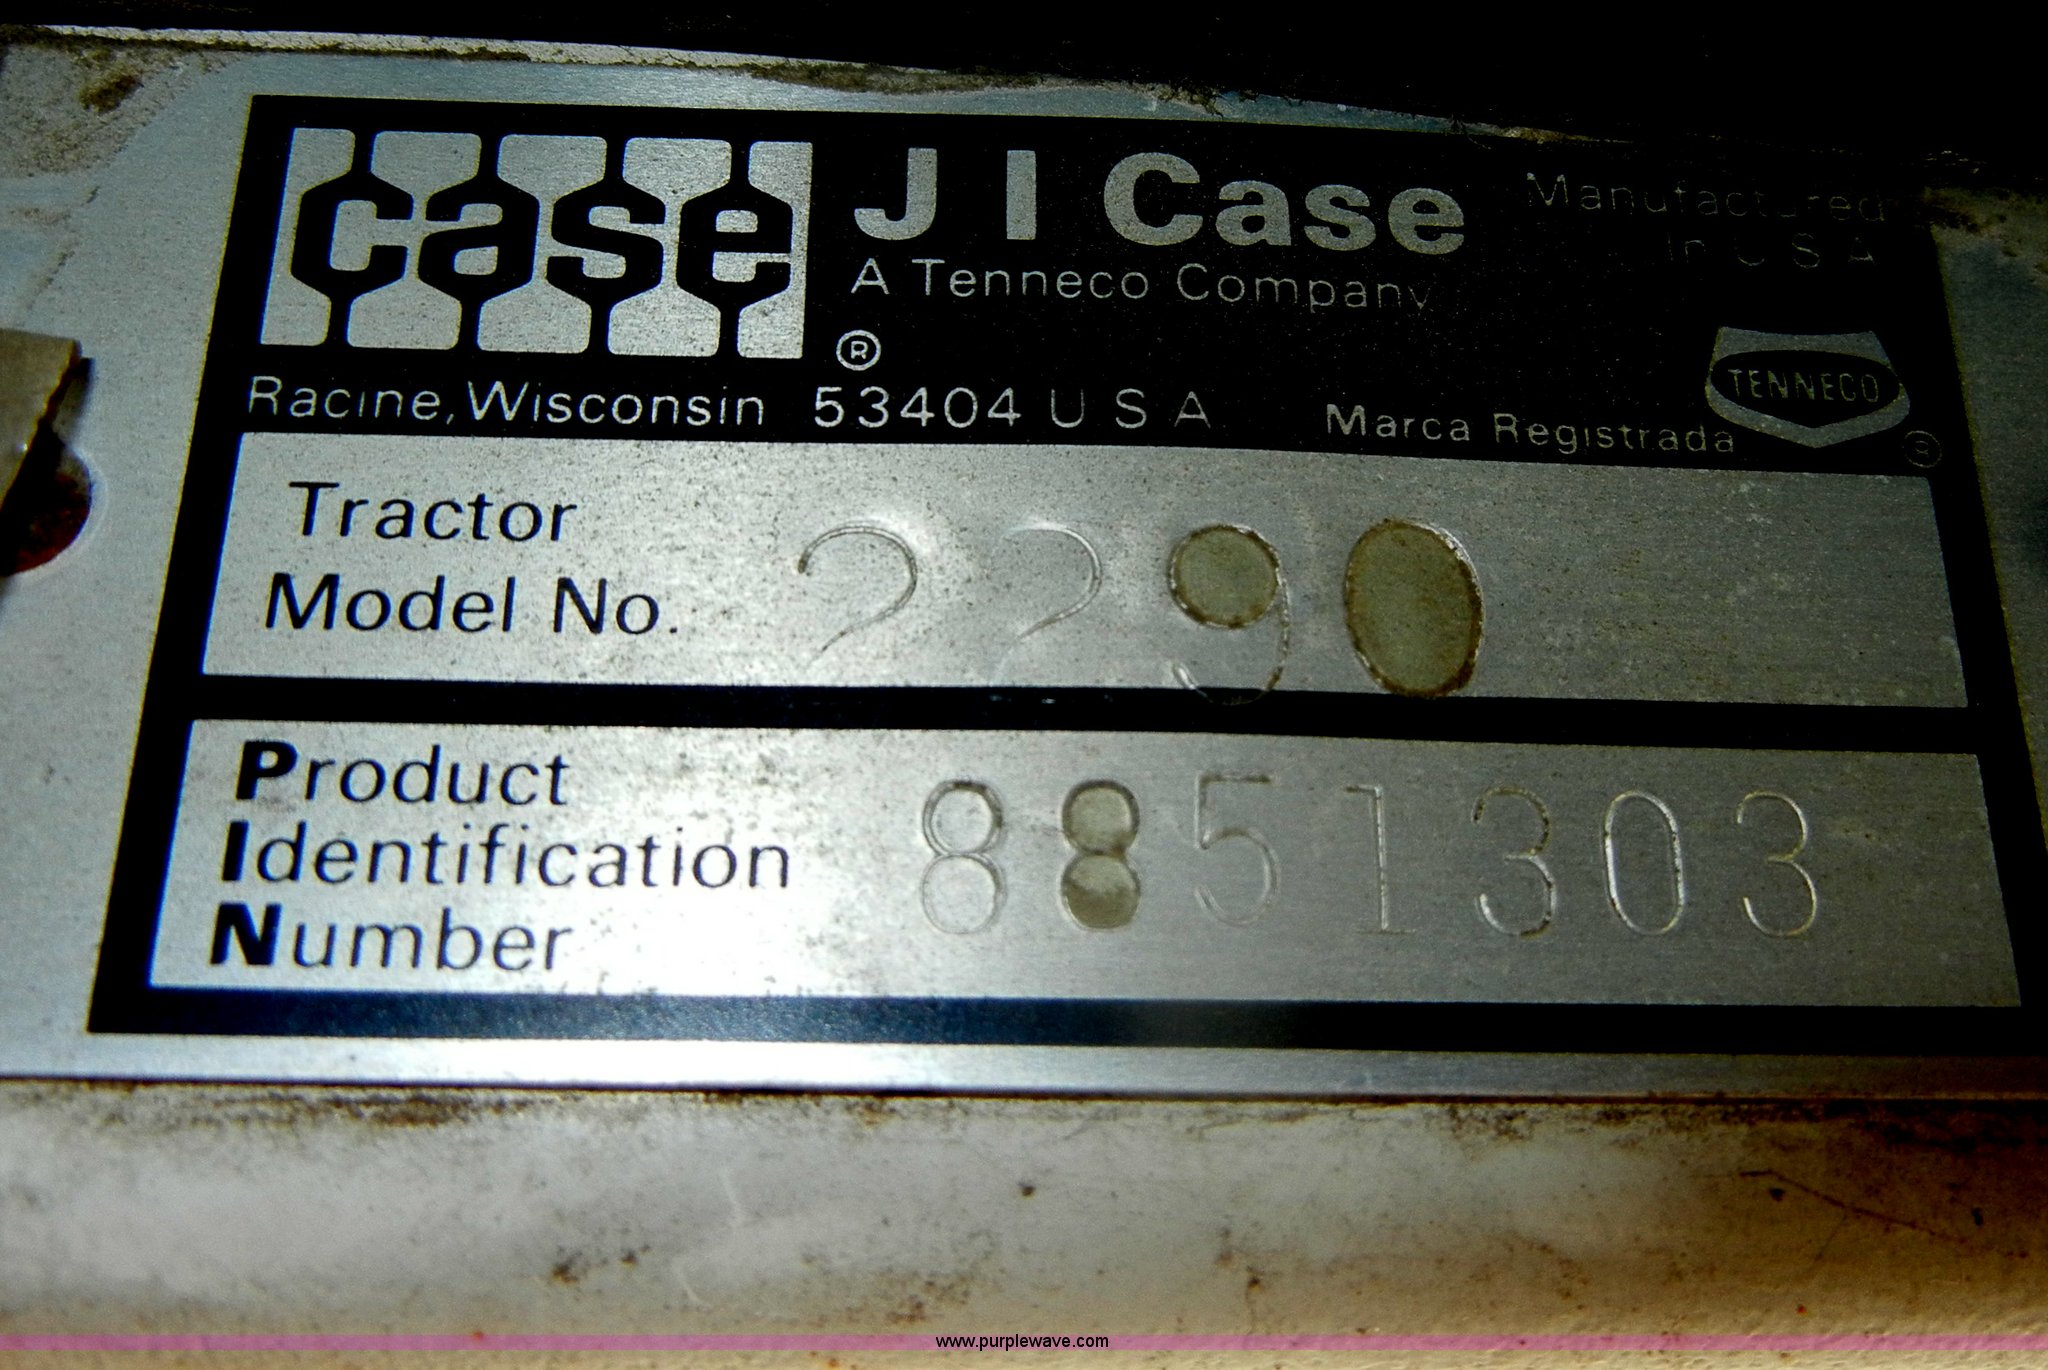 case
J I Case
Manufactured
In U S A
A Tenneco Company
®
TENNECO
®
Racine, Wisconsin 53404 U S A
Marca Registrada
Tractor
Model No. 2290
Product
Identification
Number
8851303
www.purplewave.com